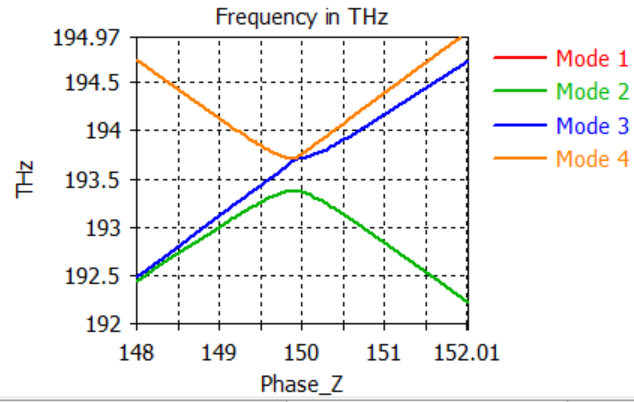 Frequency in THz
194.97
194.5
194
193.5
193
192.5
192
THz
148
149
150
151
152.01
Phase_Z
Mode 1
Mode 2
Mode 3
Mode 4